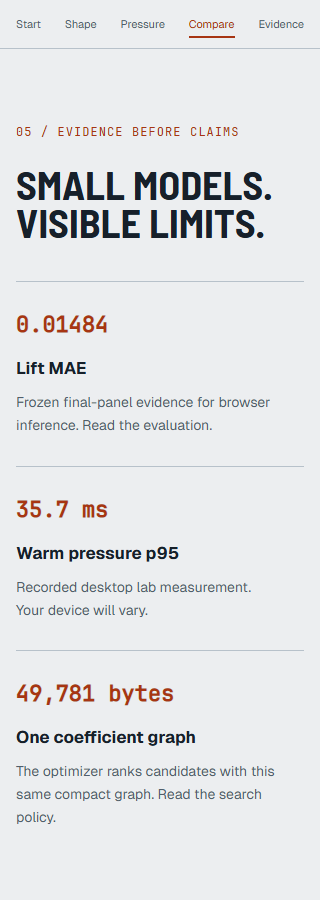 Start Shape Pressure Compare Evidence
05 / EVIDENCE BEFORE CLAIMS
SMALL MODELS.
VISIBLE LIMITS.
0.01484
Lift MAE
Frozen final-panel evidence for browser
inference. Read the evaluation.
35.7 ms
Warm pressure p95
Recorded desktop lab measurement.
Your device will vary.
49,781 bytes
One coefficient graph
The optimizer ranks candidates with this
same compact graph. Read the search
policy.